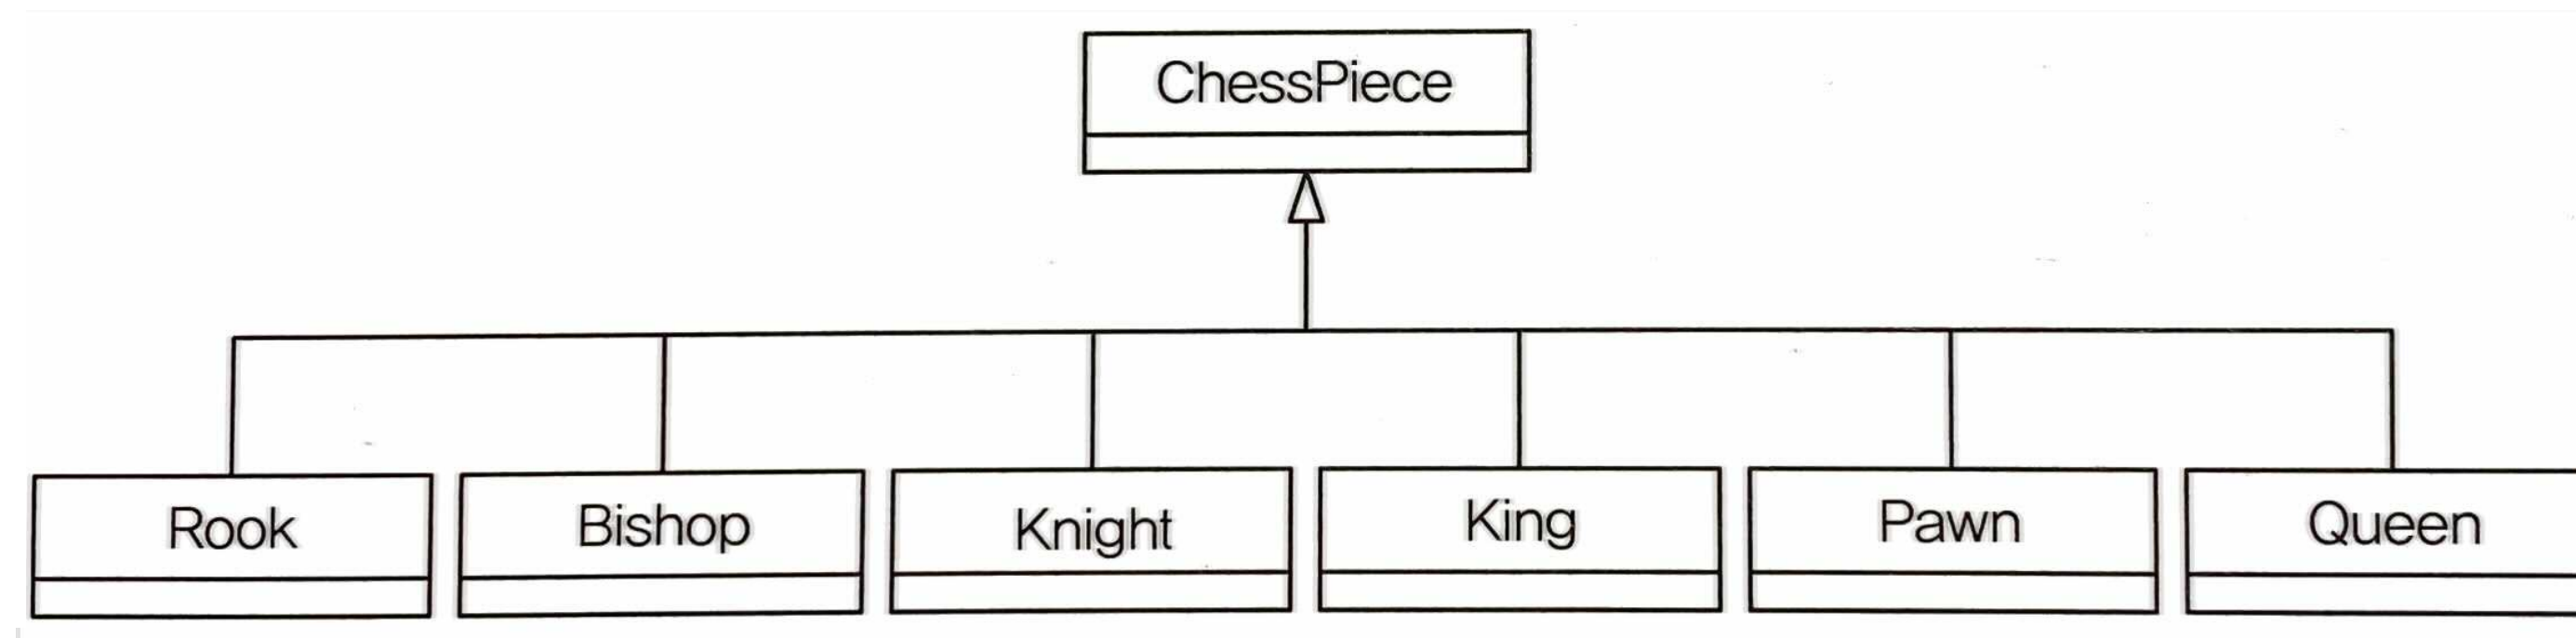 ChessPiece
Rook
Bishop
Knight
King
Pawn
Queen